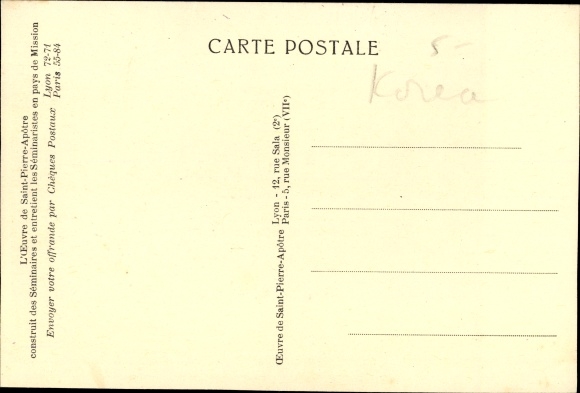 L'Œuvre de Saint-Pierre-Apôtre
construit des Séminaires et entretient les Séminaristes en pays de Mission
Envoyer votre offrande par Chèques Postaux Lyon 72-71
Paris 55-84
CARTE POSTALE
5-
Korea
Œuvre de Saint-Pierre-Apôtre Lyon - 12, rue Sala (2e)
Paris - 5, rue Monsieur (VIIe)